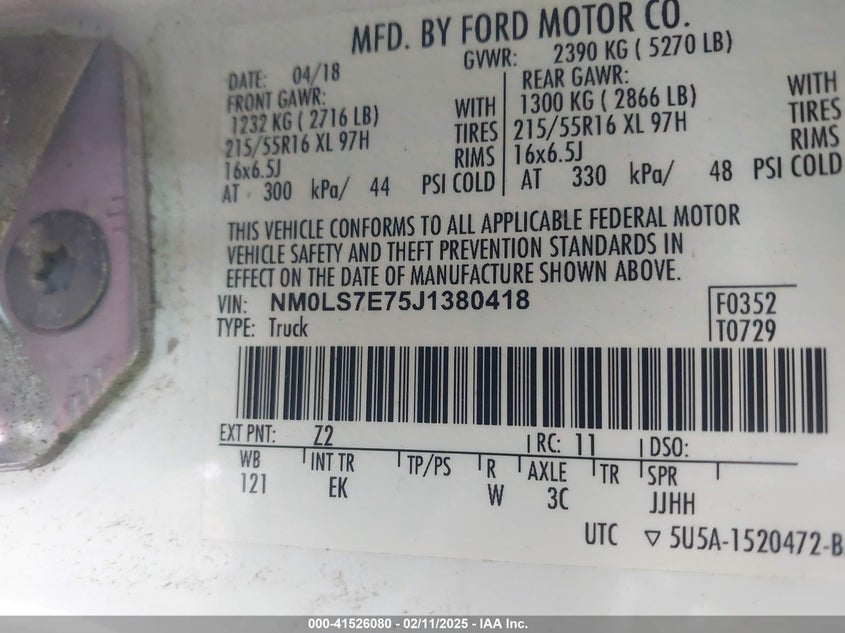 MFD. BY FORD MOTOR CO.
DATE: 04/18 GVWR: 2390 KG ( 5270 LB)
FRONT GAWR: REAR GAWR:
1232 KG ( 2716 LB) WITH 1300 KG ( 2866 LB) WITH
215/55R16 XL 97H TIRES 215/55R16 XL 97H TIRES
16x6.5J RIMS 16x6.5J RIMS
AT 300 kPa/ 44 PSI COLD AT 330 kPa/ 48 PSI COLD
THIS VEHICLE CONFORMS TO ALL APPLICABLE FEDERAL MOTOR
VEHICLE SAFETY AND THEFT PREVENTION STANDARDS IN
EFFECT ON THE DATE OF MANUFACTURE SHOWN ABOVE.
VIN: NM0LS7E75J1380418 F0352
TYPE: Truck T0729
EXT PNT: Z2 RC: 11 DSO:
WB INT TR TP/PS R AXLE TR SPR
121 EK W 3C JJHH
UTC ▽ 5U5A-1520472-B
000-41526080 - 02/11/2025 - IAA Inc.